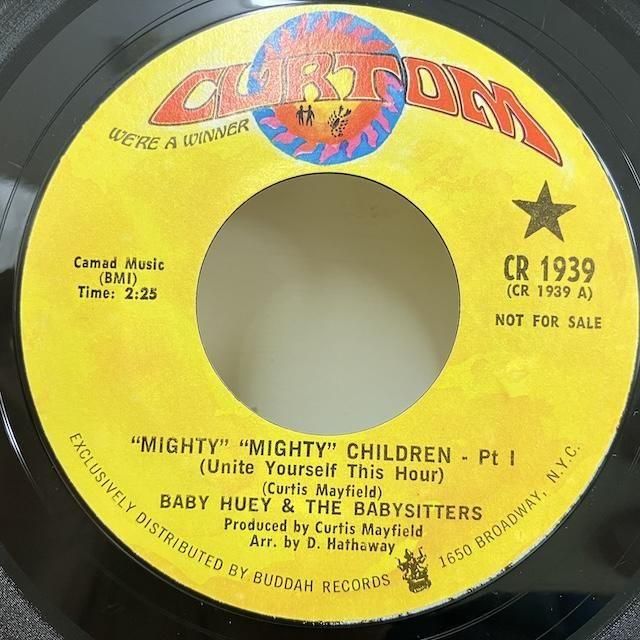 CURTOM
WE'RE A WINNER
Camad Music
(BMI)
Time: 2:25
CR 1939
(CR 1939 A)
NOT FOR SALE
"MIGHTY" "MIGHTY" CHILDREN - Pt I
(Unite Yourself This Hour)
(Curtis Mayfield)
BABY HUEY & THE BABYSITTERS
Produced by Curtis Mayfield
Arr. by D. Hathaway
EXCLUSIVELY DISTRIBUTED BY BUDDAH RECORDS 1650 BROADWAY, N.Y.C.